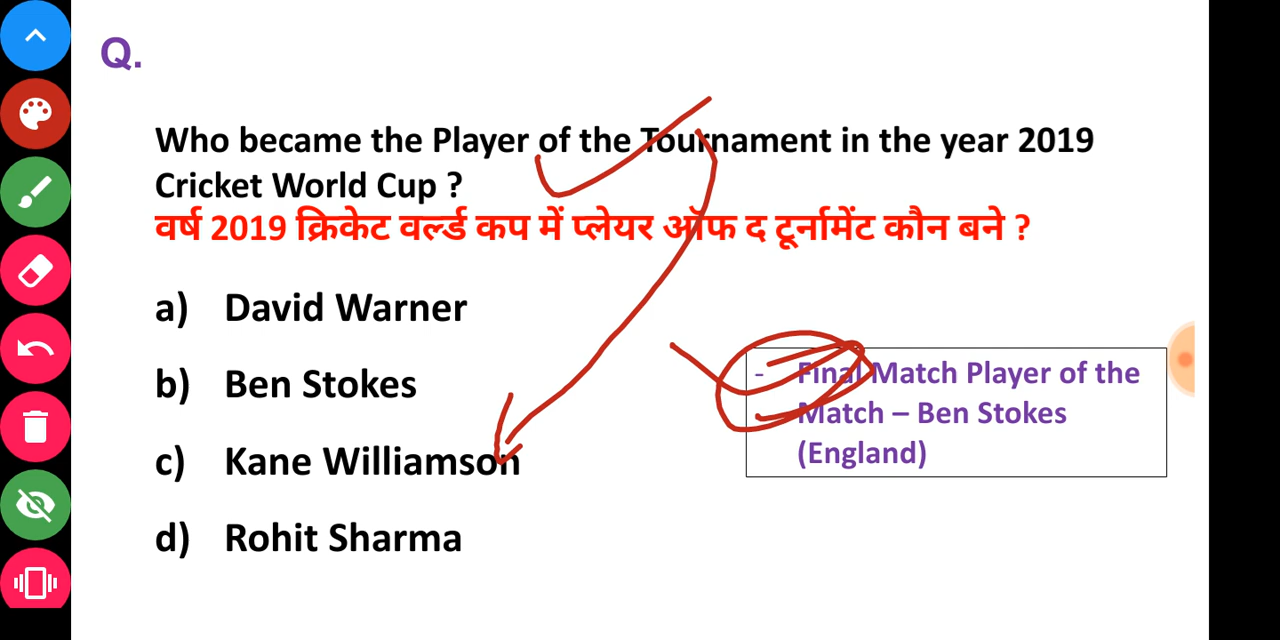 Q.
Who became the Player of the Tournament in the year 2019
Cricket World Cup ?
वर्ष 2019 क्रिकेट वर्ल्ड कप में प्लेयर ऑफ द टूर्नामेंट कौन बने ?
a) David Warner
b) Ben Stokes
c) Kane Williamson
d) Rohit Sharma
- Final Match Player of the
Match – Ben Stokes
(England)